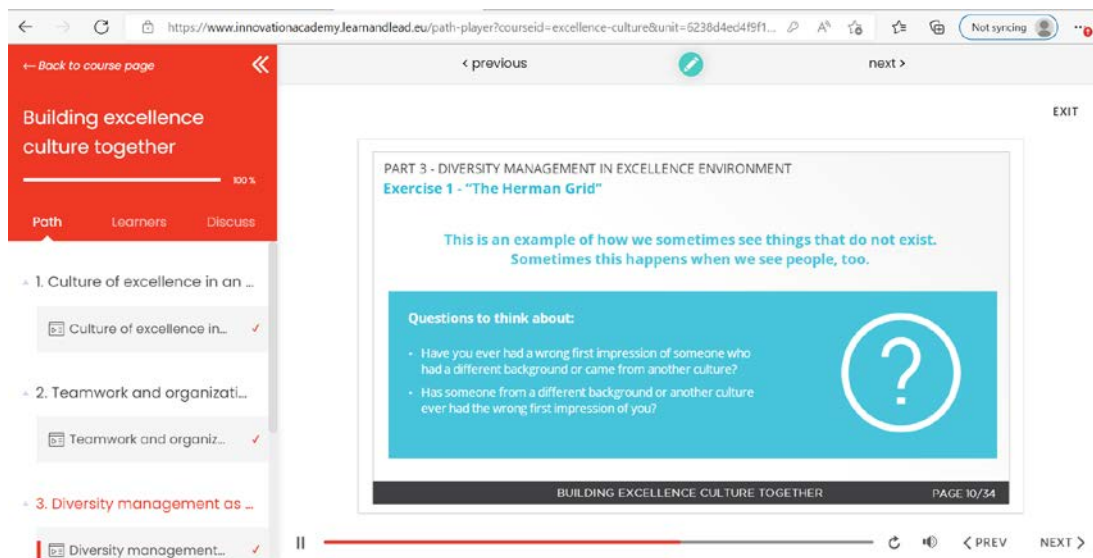 https://www.innovationacademy.learnandlead.eu/path-player?courseid=excellence-culture&unit=6238d4ed4f9f1...
Not syncing
← Back to course page
< previous
next >
EXIT
Building excellence
culture together
100 %
Path Learners Discuss
1. Culture of excellence in an ...
Culture of excellence in...
2. Teamwork and organizati...
Teamwork and organiz...
3. Diversity management as ...
Diversity management...
PART 3 - DIVERSITY MANAGEMENT IN EXCELLENCE ENVIRONMENT
Exercise 1 - “The Herman Grid”
This is an example of how we sometimes see things that do not exist.
Sometimes this happens when we see people, too.
Questions to think about:
• Have you ever had a wrong first impression of someone who
had a different background or came from another culture?
• Has someone from a different background or another culture
ever had the wrong first impression of you?
?
BUILDING EXCELLENCE CULTURE TOGETHER
PAGE 10/34
< PREV
NEXT >